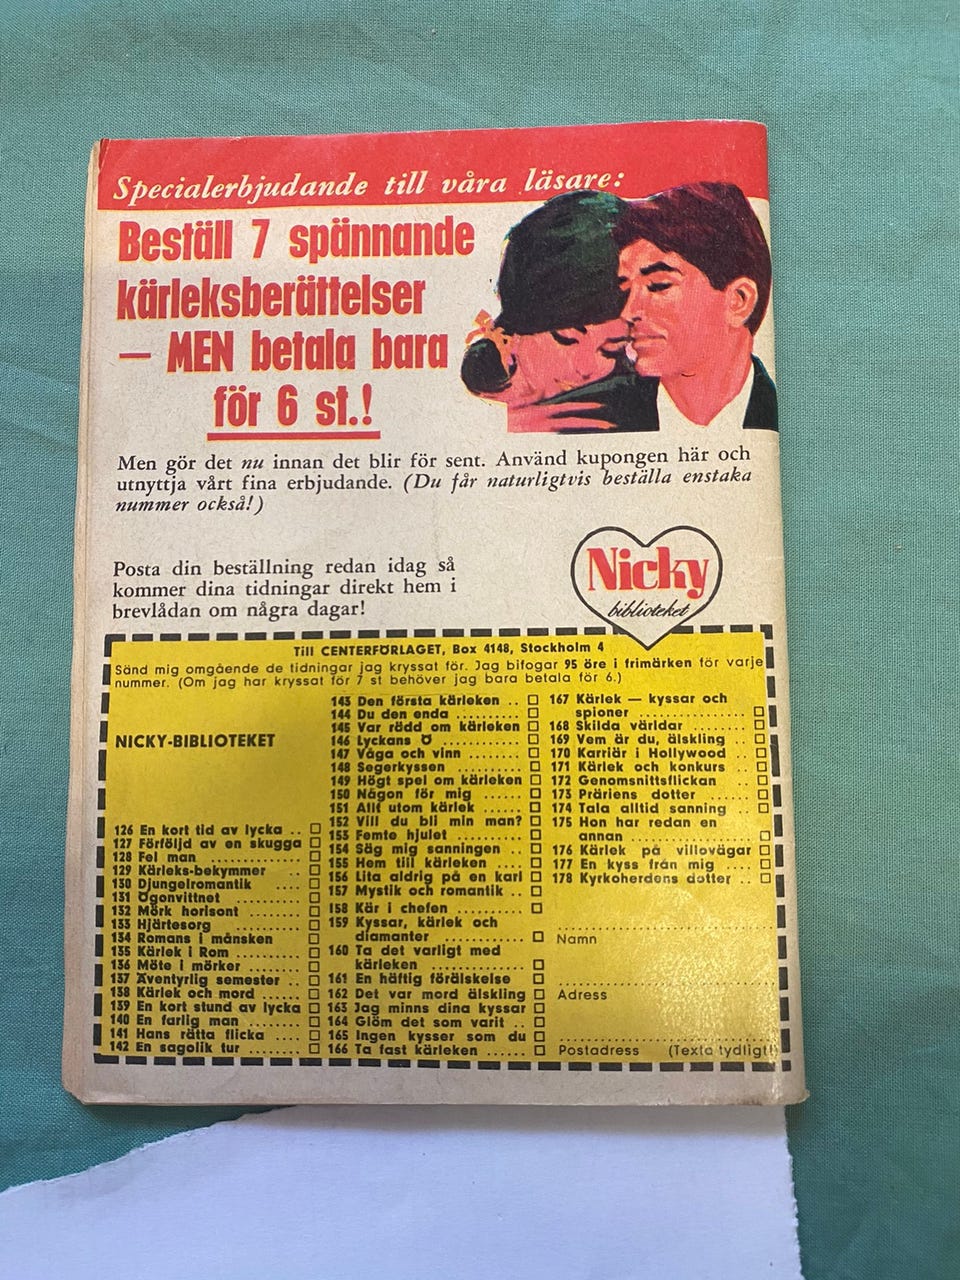 Specialerbjudande till våra läsare:
Beställ 7 spännande
kärleksberättelser
— MEN betala bara
för 6 st.!
Men gör det nu innan det blir för sent. Använd kupongen här och
utnyttja vårt fina erbjudande. (Du får naturligtvis beställa enstaka
nummer också!)
Posta din beställning redan idag så
kommer dina tidningar direkt hem i
brevlådan om några dagar!
Nicky
biblioteket
Till CENTERFÖRLAGET, Box 4148, Stockholm 4
Sänd mig omgående de tidningar jag kryssat för. Jag bifogar 95 öre i frimärken för varje
nummer. (Om jag har kryssat för 7 st behöver jag bara betala för 6.)
NICKY-BIBLIOTEKET
126 En kort tid av lycka ..
127 Förföljd av en skugga
128 Fel man ............
129 Kärleks-bekymmer ..
130 Djungelromantik ....
131 Ögonvittnet ..........
132 Mörk horisont ........
133 Hjärtesorg ..........
134 Romans i månsken
135 Kärlek i Rom ........
136 Möte i mörker ........
137 Äventyrlig semester ..
138 Kärlek och mord ......
139 En kort stund av lycka
140 En farlig man ........
141 Hans rätta flicka ....
142 En sagolik tur ........
143 Den första kärleken ..
144 Du den enda ..........
145 Var rädd om kärleken
146 Lyckans Ö ............
147 Våga och vinn ........
148 Segerkyssen ..........
149 Högt spel om kärleken
150 Någon för mig ......
151 Allt utom kärlek ......
152 Vill du bli min man?
153 Femte hjulet ..........
154 Säg mig sanningen ..
155 Hem till kärleken ....
156 Lita aldrig på en karl
157 Mystik och romantik ..
158 Kär i chefen ..........
159 Kyssar, kärlek och
diamanter ............
160 Ta det varligt med
kärleken ..............
161 En häftig förälskelse
162 Det var mord älskling
163 Jag minns dina kyssar
164 Glöm det som varit ..
165 Ingen kysser som du
166 Ta fast kärleken ......
167 Kärlek — kyssar och
spioner ..............
168 Skilda världar ........
169 Vem är du, älskling ..
170 Karriär i Hollywood ..
171 Kärlek och konkurs ..
172 Genomsnittsflickan ..
173 Präriens dotter ......
174 Tala alltid sanning ..
175 Hon har redan en
annan ................
176 Kärlek på villovägar
177 En kyss från mig ....
178 Kyrkoherdens dotter ..
Namn
Adress
Postadress (Texta tydligt!)